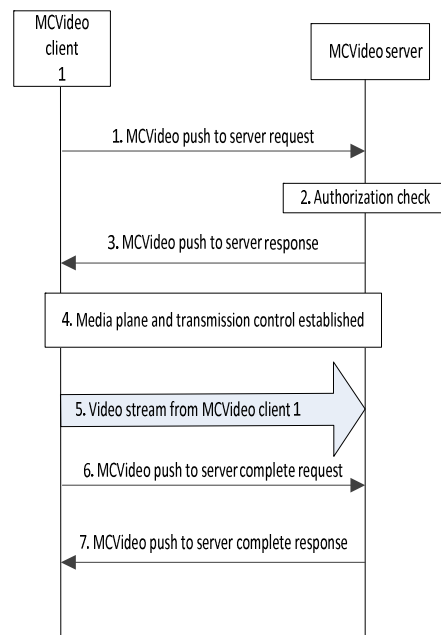 MCVideo
client
1
MCVideo server
1. MCVideo push to server request
2. Authorization check
3. MCVideo push to server response
4. Media plane and transmission control established
5. Video stream from MCVideo client 1
6. MCVideo push to server complete request
7. MCVideo push to server complete response